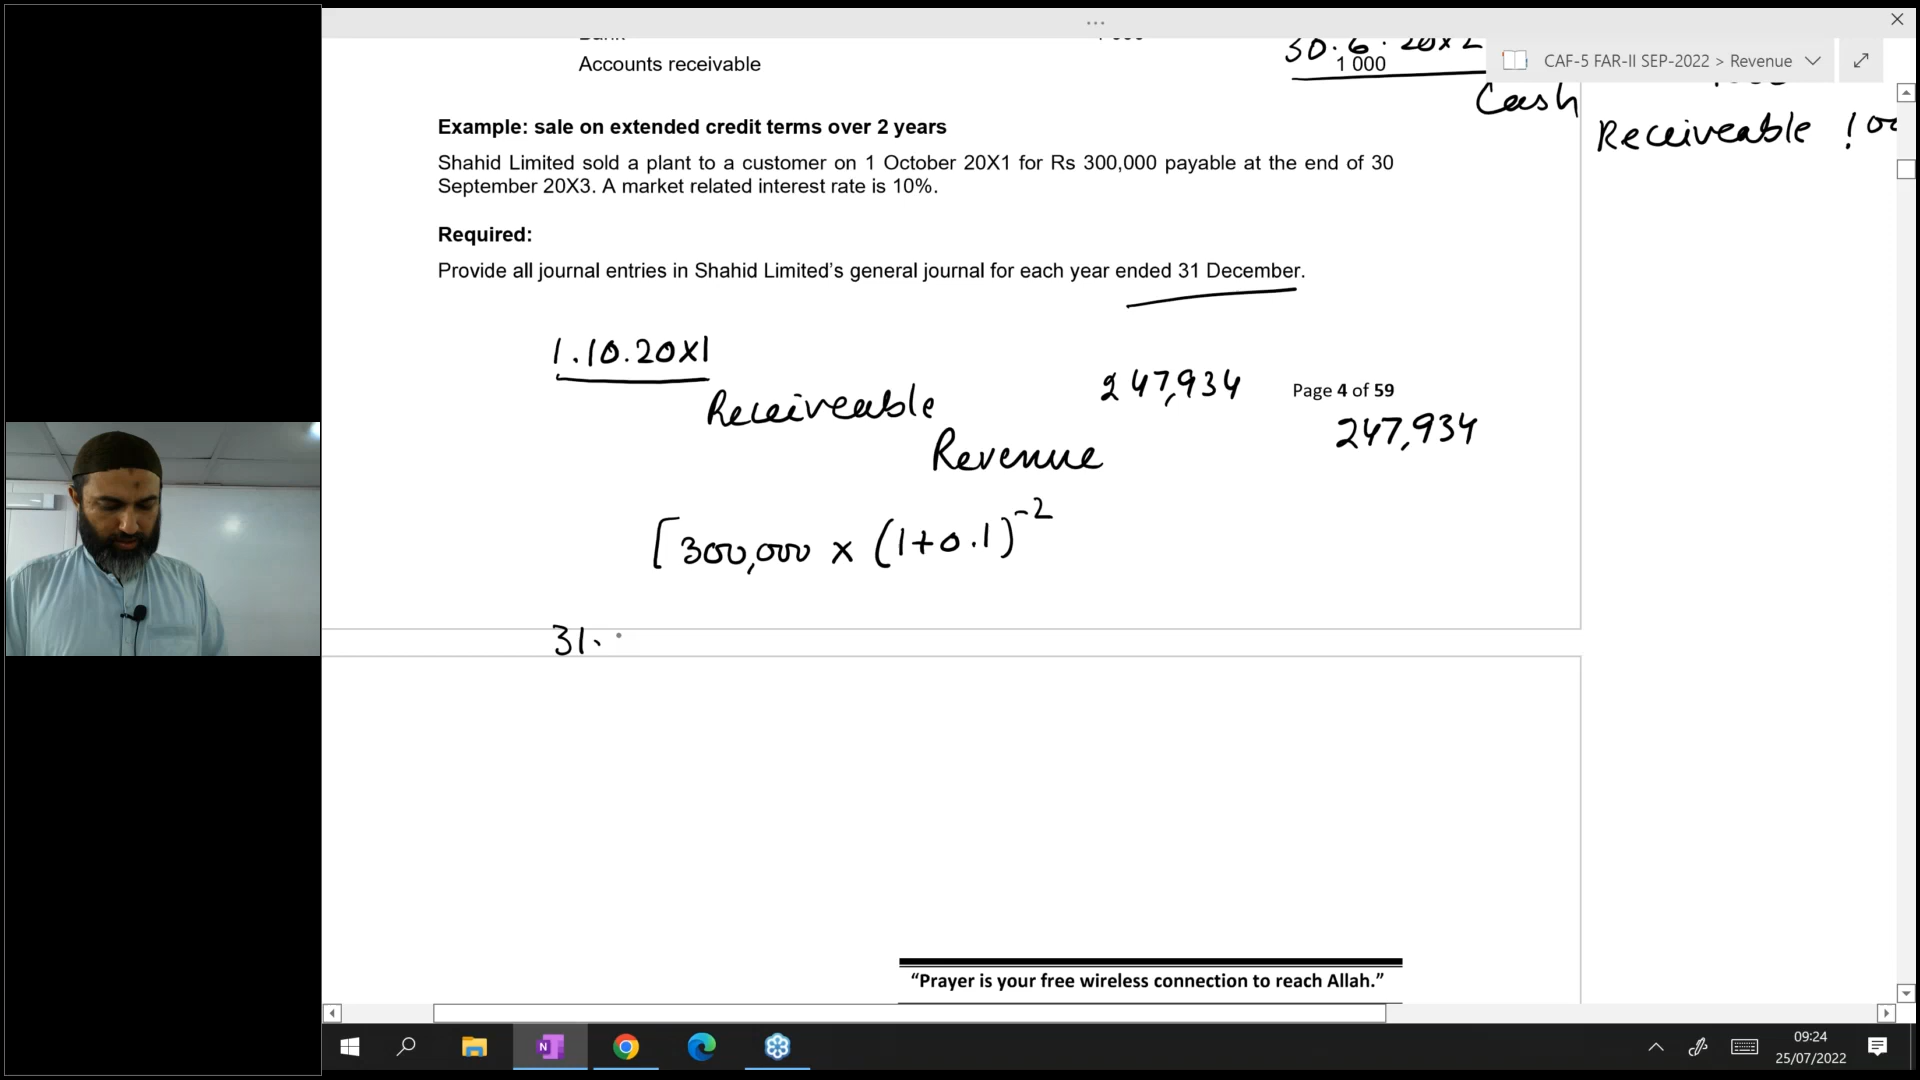 30.6.20x2
CAF-5 FAR-II SEP-2022 > Revenue
Accounts receivable 1 000
Cash
Receiveable
Example: sale on extended credit terms over 2 years
Shahid Limited sold a plant to a customer on 1 October 20X1 for Rs 300,000 payable at the end of 30
September 20X3. A market related interest rate is 10%.
Required:
Provide all journal entries in Shahid Limited’s general journal for each year ended 31 December.
1.10.20x1
Receiveable 247,934
Page 4 of 59
Revenue 247,934
[300,000 x (1+0.1)-2
31.
“Prayer is your free wireless connection to reach Allah.”
09:24
25/07/2022